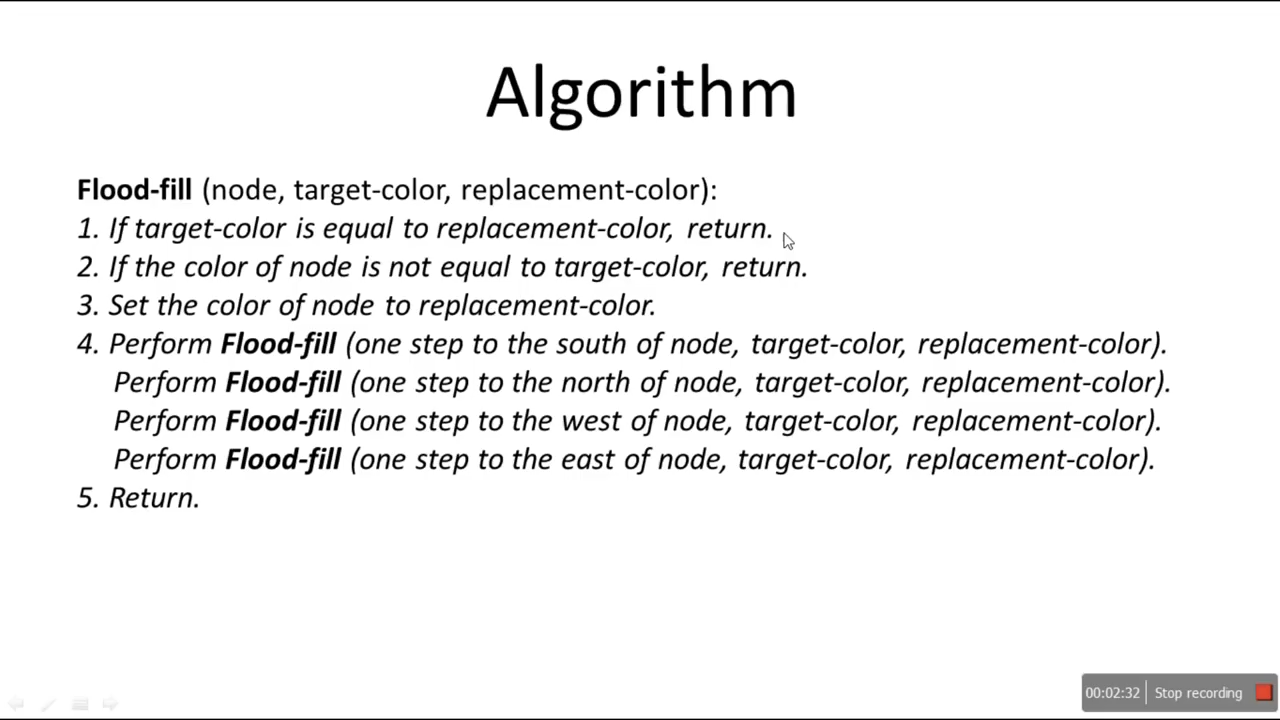 Algorithm
Flood-fill (node, target-color, replacement-color):
1. If target-color is equal to replacement-color, return.
2. If the color of node is not equal to target-color, return.
3. Set the color of node to replacement-color.
4. Perform Flood-fill (one step to the south of node, target-color, replacement-color).
Perform Flood-fill (one step to the north of node, target-color, replacement-color).
Perform Flood-fill (one step to the west of node, target-color, replacement-color).
Perform Flood-fill (one step to the east of node, target-color, replacement-color).
5. Return.
00:02:32 Stop recording